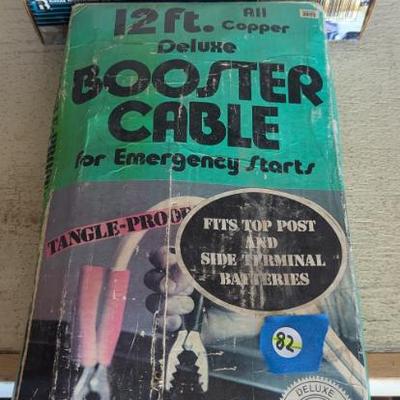 12 ft. All Copper
Deluxe
BOOSTER
CABLE
for Emergency Starts
TANGLE-PROOF
FITS TOP POST
AND
SIDE TERMINAL
BATTERIES
82
DELUXE